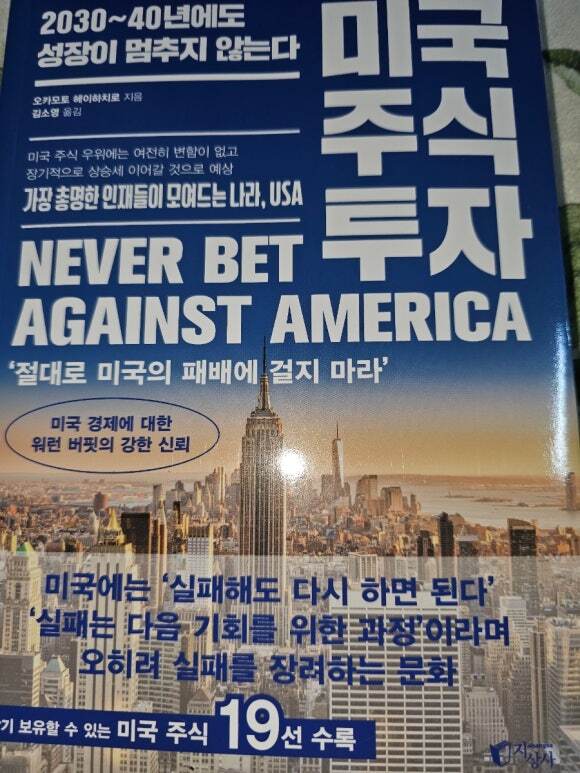 2030~40년에도
성장이 멈추지 않는다
오카모토 헤이하치로 지음
김소영 옮김
미국
주식
투자
미국 주식 우위에는 여전히 변함이 없고
장기적으로 상승세 이어갈 것으로 예상
가장 총명한 인재들이 모여드는 나라, USA
NEVER BET
AGAINST AMERICA
‘절대로 미국의 패배에 걸지 마라’
미국 경제에 대한
워런 버핏의 강한 신뢰
미국에는 ‘실패해도 다시 하면 된다’
‘실패는 다음 기회를 위한 과정’이라며
오히려 실패를 장려하는 문화
기 보유할 수 있는 미국 주식 19선 수록
지상사